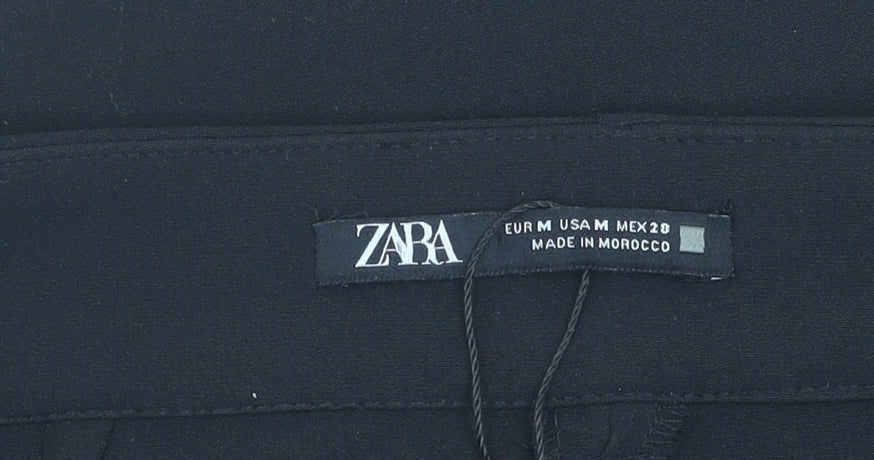 ZARA
EUR M USA M MEX 28
MADE IN MOROCCO